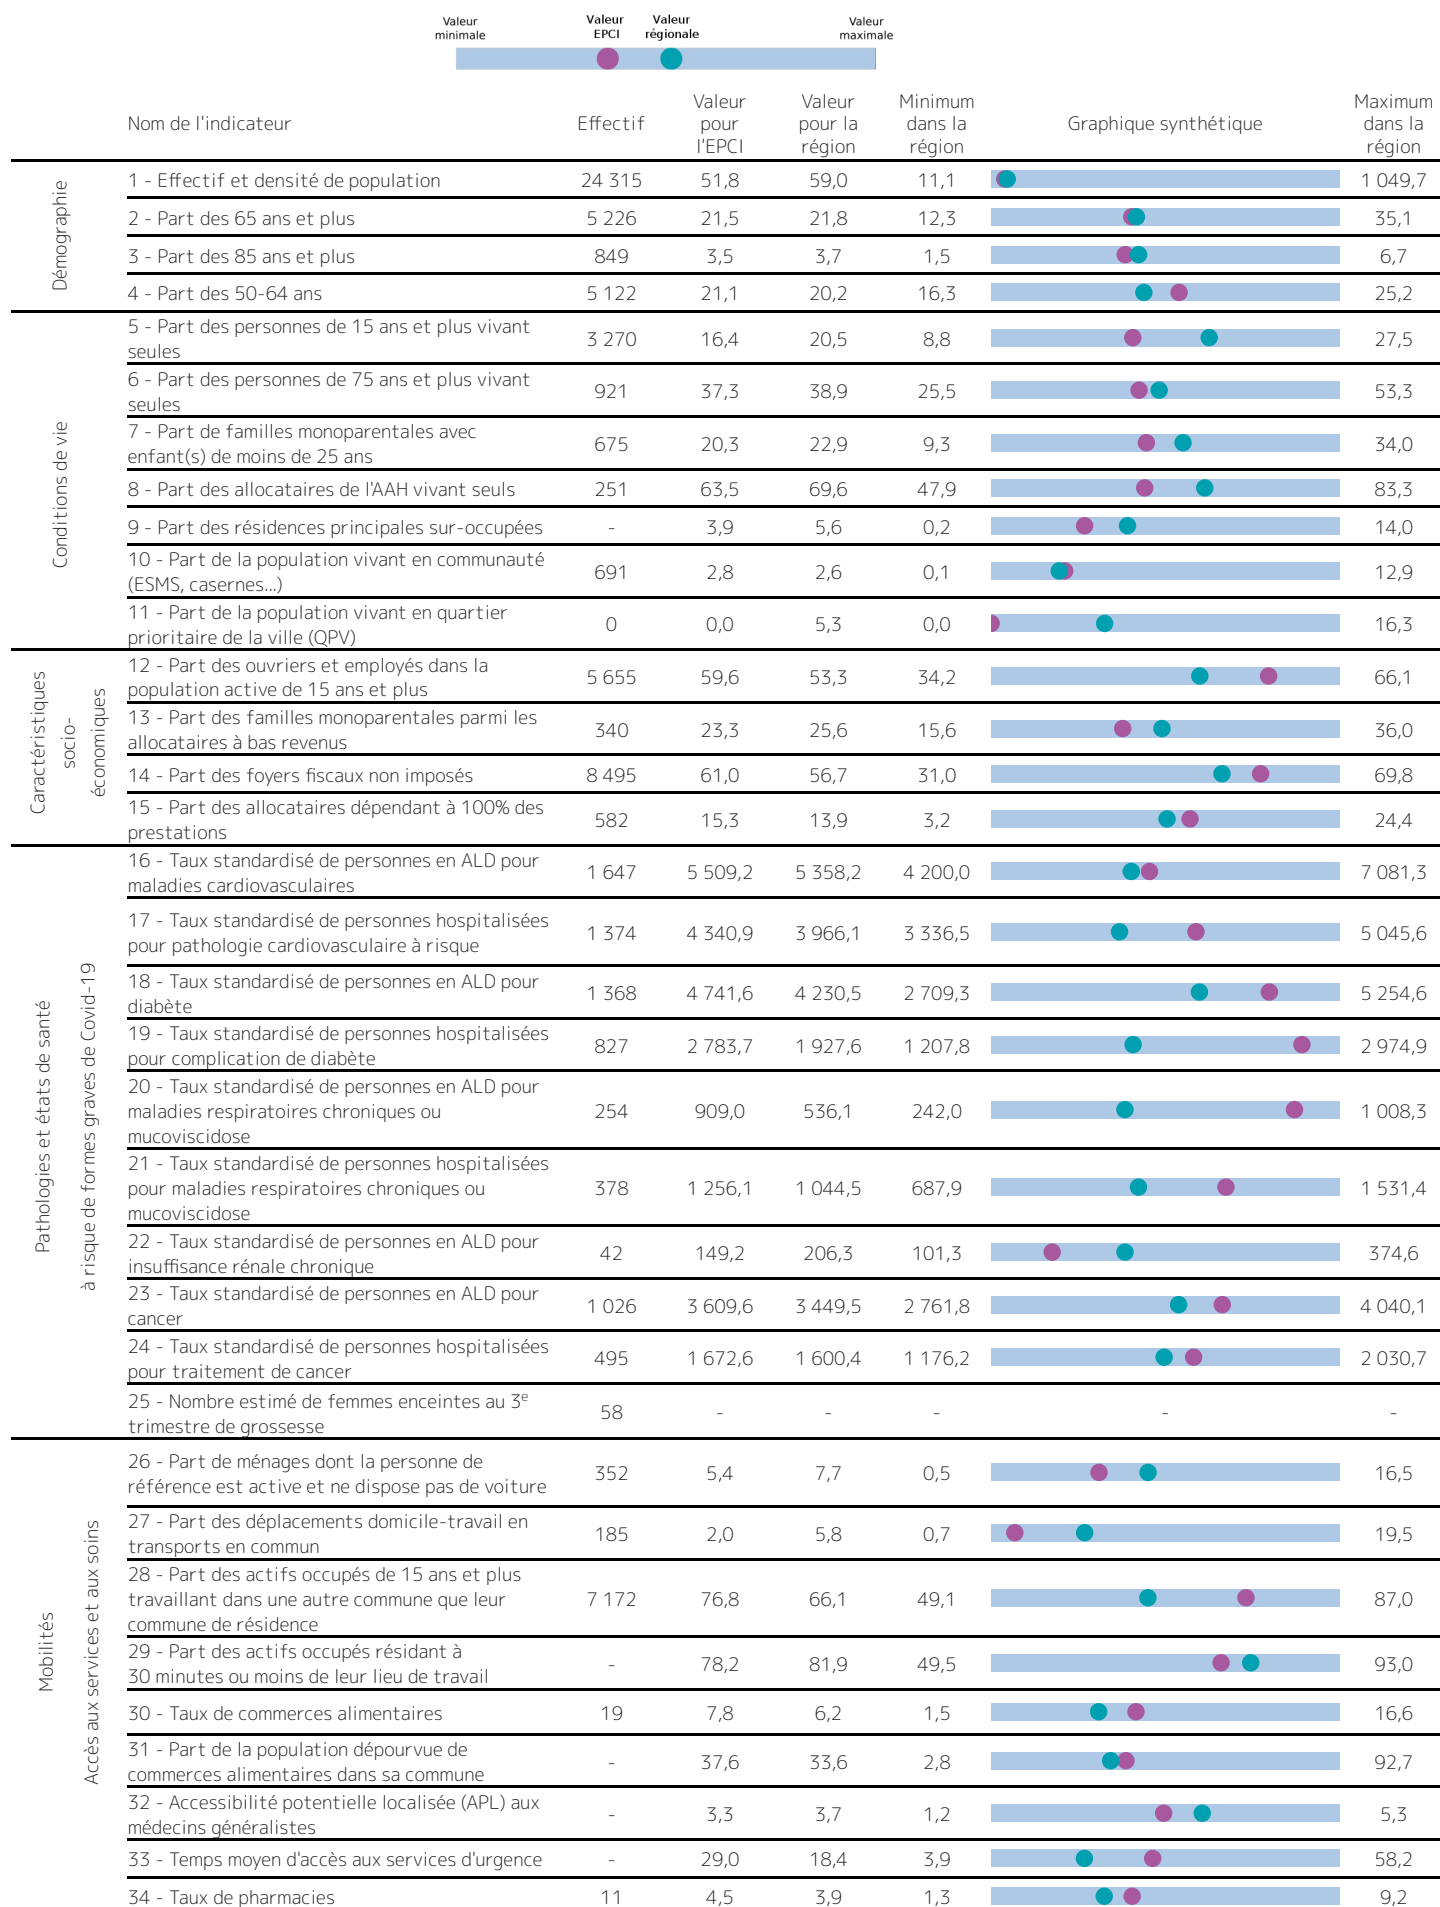 Valeur
minimale
Valeur
EPCI
Valeur
régionale
Valeur
maximale
Nom de l'indicateur
Effectif
Valeur
pour
l'EPCI
Valeur
pour la
région
Minimum
dans la
région
Graphique synthétique
Maximum
dans la
région
Démographie
1 - Effectif et densité de population 24 315 51,8 59,0 11,1 1 049,7
2 - Part des 65 ans et plus 5 226 21,5 21,8 12,3 35,1
3 - Part des 85 ans et plus 849 3,5 3,7 1,5 6,7
4 - Part des 50-64 ans 5 122 21,1 20,2 16,3 25,2
Conditions de vie
5 - Part des personnes de 15 ans et plus vivant
seules 3 270 16,4 20,5 8,8 27,5
6 - Part des personnes de 75 ans et plus vivant
seules 921 37,3 38,9 25,5 53,3
7 - Part de familles monoparentales avec
enfant(s) de moins de 25 ans 675 20,3 22,9 9,3 34,0
8 - Part des allocataires de l'AAH vivant seuls 251 63,5 69,6 47,9 83,3
9 - Part des résidences principales sur-occupées - 3,9 5,6 0,2 14,0
10 - Part de la population vivant en communauté
(ESMS, casernes...) 691 2,8 2,6 0,1 12,9
11 - Part de la population vivant en quartier
prioritaire de la ville (QPV) 0 0,0 5,3 0,0 16,3
Caractéristiques
socio-
économiques
12 - Part des ouvriers et employés dans la
population active de 15 ans et plus 5 655 59,6 53,3 34,2 66,1
13 - Part des familles monoparentales parmi les
allocataires à bas revenus 340 23,3 25,6 15,6 36,0
14 - Part des foyers fiscaux non imposés 8 495 61,0 56,7 31,0 69,8
15 - Part des allocataires dépendant à 100% des
prestations 582 15,3 13,9 3,2 24,4
Pathologies et états de santé
à risque de formes graves de Covid-19
16 - Taux standardisé de personnes en ALD pour
maladies cardiovasculaires 1 647 5 509,2 5 358,2 4 200,0 7 081,3
17 - Taux standardisé de personnes hospitalisées
pour pathologie cardiovasculaire à risque 1 374 4 340,9 3 966,1 3 336,5 5 045,6
18 - Taux standardisé de personnes en ALD pour
diabète 1 368 4 741,6 4 230,5 2 709,3 5 254,6
19 - Taux standardisé de personnes hospitalisées
pour complication de diabète 827 2 783,7 1 927,6 1 207,8 2 974,9
20 - Taux standardisé de personnes en ALD pour
maladies respiratoires chroniques ou 254 909,0 536,1 242,0 1 008,3
mucoviscidose
21 - Taux standardisé de personnes hospitalisées
pour maladies respiratoires chroniques ou 378 1 256,1 1 044,5 687,9 1 531,4
mucoviscidose
22 - Taux standardisé de personnes en ALD pour
insuffisance rénale chronique 42 149,2 206,3 101,3 374,6
23 - Taux standardisé de personnes en ALD pour
cancer 1 026 3 609,6 3 449,5 2 761,8 4 040,1
24 - Taux standardisé de personnes hospitalisées
pour traitement de cancer 495 1 672,6 1 600,4 1 176,2 2 030,7
25 - Nombre estimé de femmes enceintes au 3e
trimestre de grossesse 58 - - - - -
Mobilités
Accès aux services et aux soins
26 - Part de ménages dont la personne de
référence est active et ne dispose pas de voiture 352 5,4 7,7 0,5 16,5
27 - Part des déplacements domicile-travail en
transports en commun 185 2,0 5,8 0,7 19,5
28 - Part des actifs occupés de 15 ans et plus
travaillant dans une autre commune que leur 7 172 76,8 66,1 49,1 87,0
commune de résidence
29 - Part des actifs occupés résidant à
30 minutes ou moins de leur lieu de travail - 78,2 81,9 49,5 93,0
30 - Taux de commerces alimentaires 19 7,8 6,2 1,5 16,6
31 - Part de la population dépourvue de
commerces alimentaires dans sa commune - 37,6 33,6 2,8 92,7
32 - Accessibilité potentielle localisée (APL) aux
médecins généralistes - 3,3 3,7 1,2 5,3
33 - Temps moyen d'accès aux services d'urgence - 29,0 18,4 3,9 58,2
34 - Taux de pharmacies 11 4,5 3,9 1,3 9,2